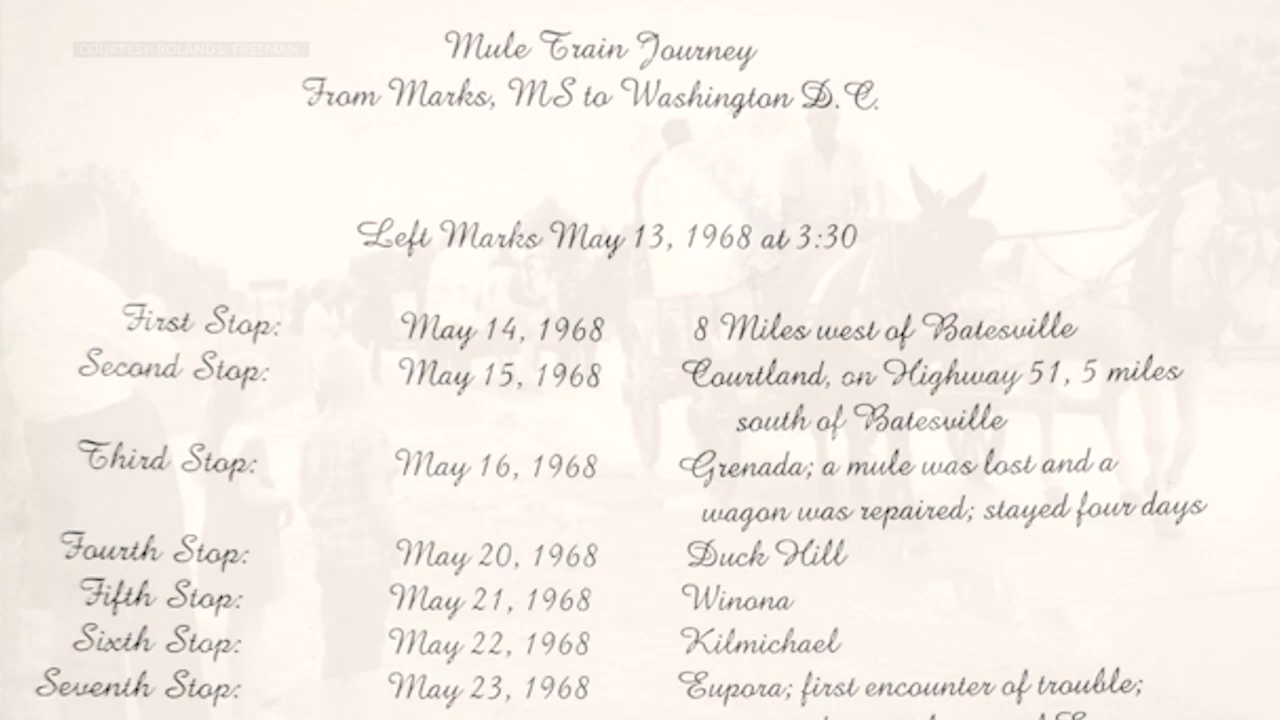 COURTESY: ROLAND L. FREEMAN
Mule Train Journey
From Marks, MS to Washington D.C.
Left Marks May 13, 1968 at 3:30
First Stop: May 14, 1968 8 Miles west of Batesville
Second Stop: May 15, 1968 Courtland, on Highway 51, 5 miles
south of Batesville
Third Stop: May 16, 1968 Grenada; a mule was lost and a
wagon was repaired; stayed four days
Fourth Stop: May 20, 1968 Duck Hill
Fifth Stop: May 21, 1968 Winona
Sixth Stop: May 22, 1968 Kilmichael
Seventh Stop: May 23, 1968 Eupora; first encounter of trouble;